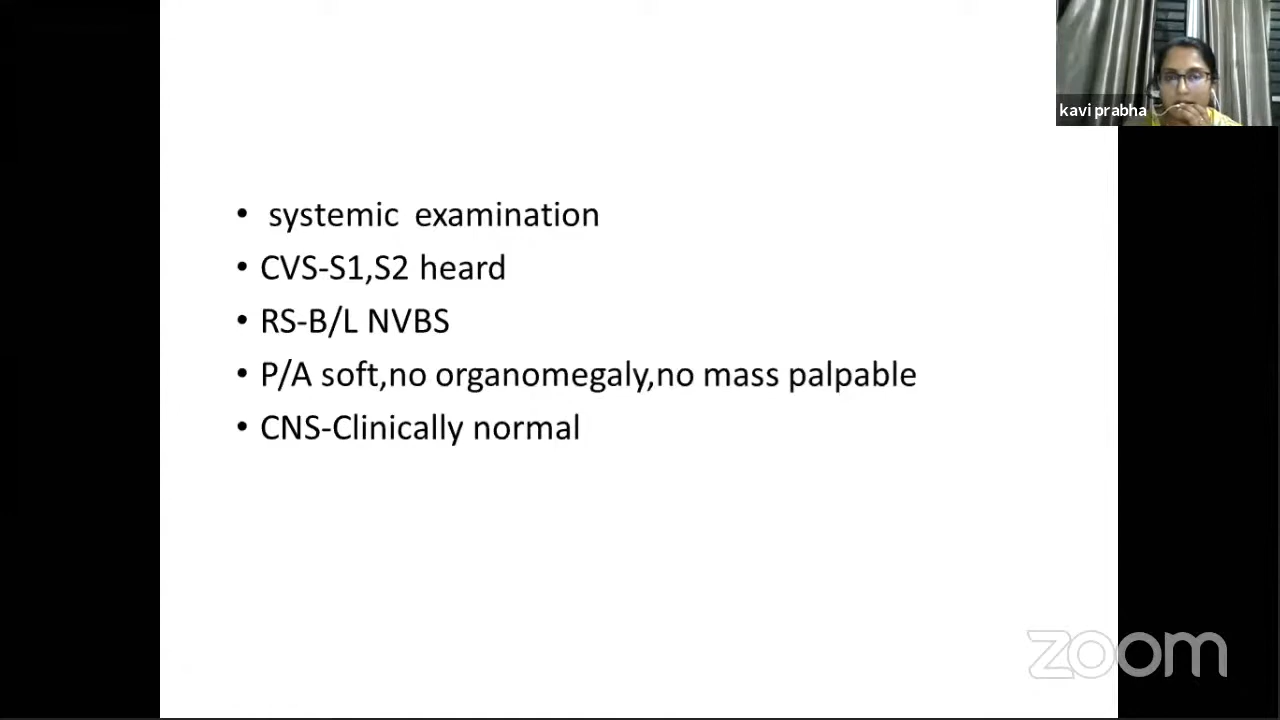 kavi prabha
• systemic examination
• CVS-S1,S2 heard
• RS-B/L NVBS
• P/A soft,no organomegaly,no mass palpable
• CNS-Clinically normal
zoom